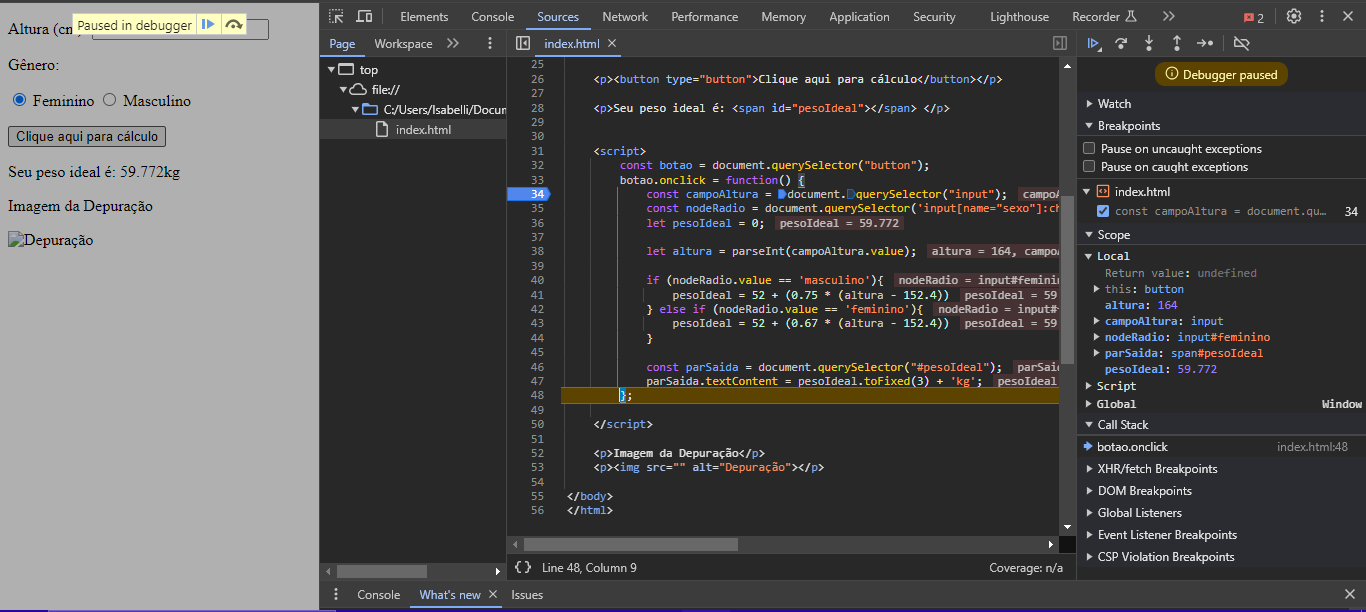 Altura (cm)
Paused in debugger
Gênero:
Feminino Masculino
Clique aqui para cálculo
Seu peso ideal é: 59.772kg
Imagem da Depuração
Depuração
Elements Console Sources Network Performance Memory Application Security Lighthouse Recorder 2
Page Workspace
index.html
top
file://
C:/Users/Isabelli/Docum
index.html
25
26 <p><button type="button">Clique aqui para cálculo</button></p>
27
28 <p>Seu peso ideal é: <span id="pesoIdeal"></span> </p>
29
30
31 <script>
32 const botao = document.querySelector("button");
33 botao.onclick = function() {
34 const campoAltura = document.querySelector("input"); campoA
35 const nodeRadio = document.querySelector('input[name="sexo"]:ch
36 let pesoIdeal = 0; pesoIdeal = 59.772
37
38 let altura = parseInt(campoAltura.value); altura = 164, campo
39
40 if (nodeRadio.value == 'masculino'){ nodeRadio = input#feminin
41 pesoIdeal = 52 + (0.75 * (altura - 152.4)) pesoIdeal = 59
42 } else if (nodeRadio.value == 'feminino'){ nodeRadio = input#
43 pesoIdeal = 52 + (0.67 * (altura - 152.4)) pesoIdeal = 59
44 }
45
46 const parSaida = document.querySelector("#pesoIdeal"); parSaid
47 parSaida.textContent = pesoIdeal.toFixed(3) + 'kg'; pesoIdeal
48 };
49
50 </script>
51
52 <p>Imagem da Depuração</p>
53 <p><img src="" alt="Depuração"></p>
54
55 </body>
56 </html>
{} Line 48, Column 9 Coverage: n/a
Debugger paused
Watch
Breakpoints
Pause on uncaught exceptions
Pause on caught exceptions
index.html
const campoAltura = document.qu… 34
Scope
Local
Return value: undefined
this: button
altura: 164
campoAltura: input
nodeRadio: input#feminino
parSaida: span#pesoIdeal
pesoIdeal: 59.772
Script
Global Window
Call Stack
botao.onclick index.html:48
XHR/fetch Breakpoints
DOM Breakpoints
Global Listeners
Event Listener Breakpoints
CSP Violation Breakpoints
Console What's new Issues